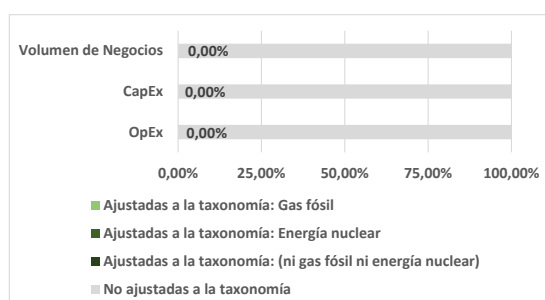 Volumen de Negocios 0,00%
CapEx 0,00%
OpEx 0,00%
0,00% 25,00% 50,00% 75,00% 100,00%
Ajustadas a la taxonomía: Gas fósil
Ajustadas a la taxonomía: Energía nuclear
Ajustadas a la taxonomía: (ni gas fósil ni energía nuclear)
No ajustadas a la taxonomía